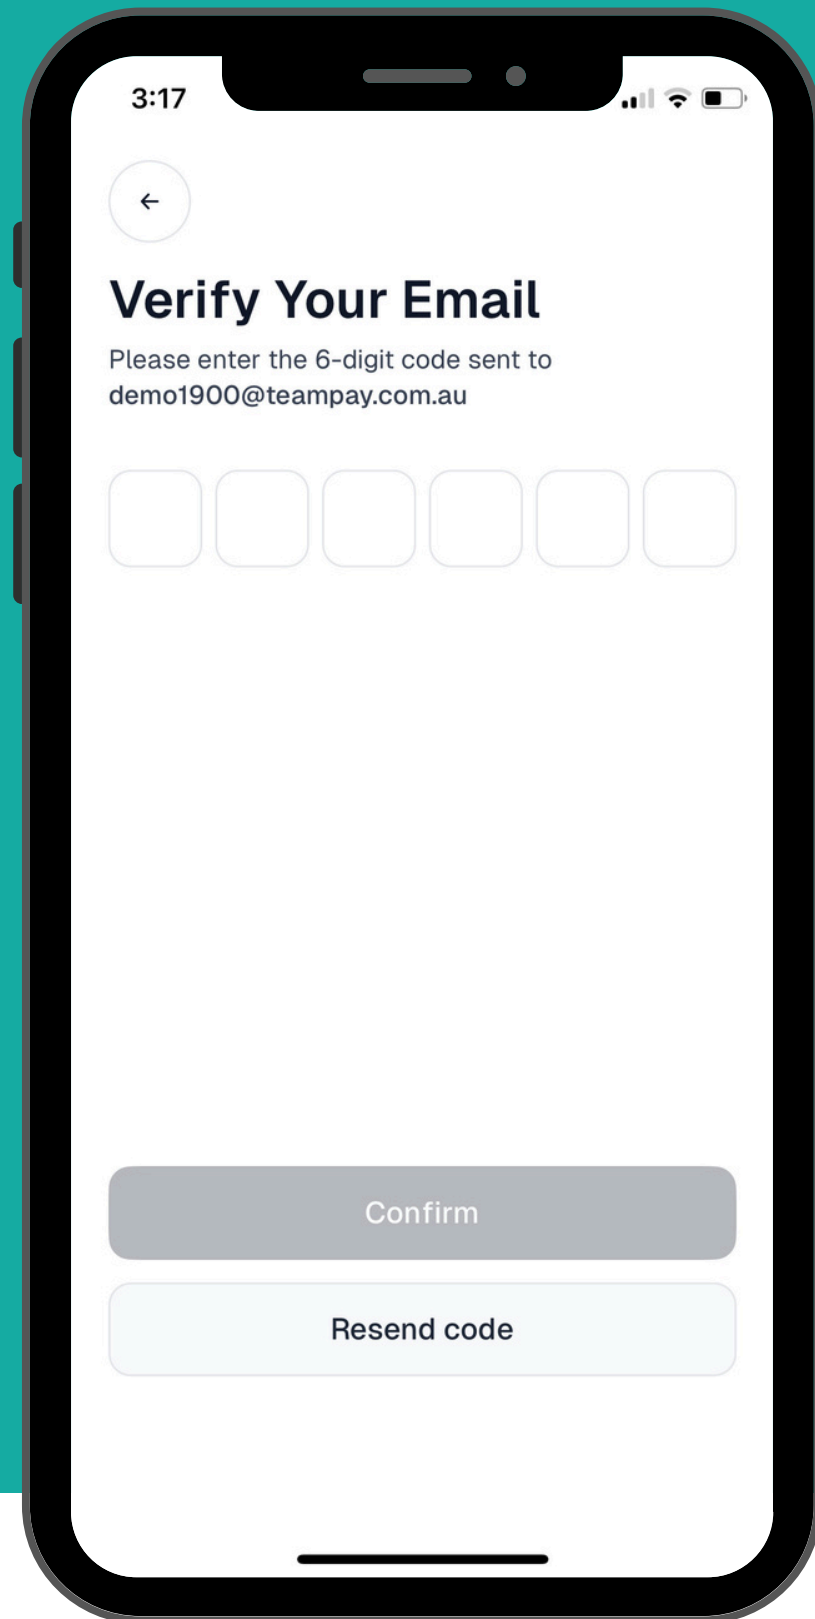 3:17
Verify Your Email
Please enter the 6-digit code sent to
demo1900@teampay.com.au
Confirm
Resend code